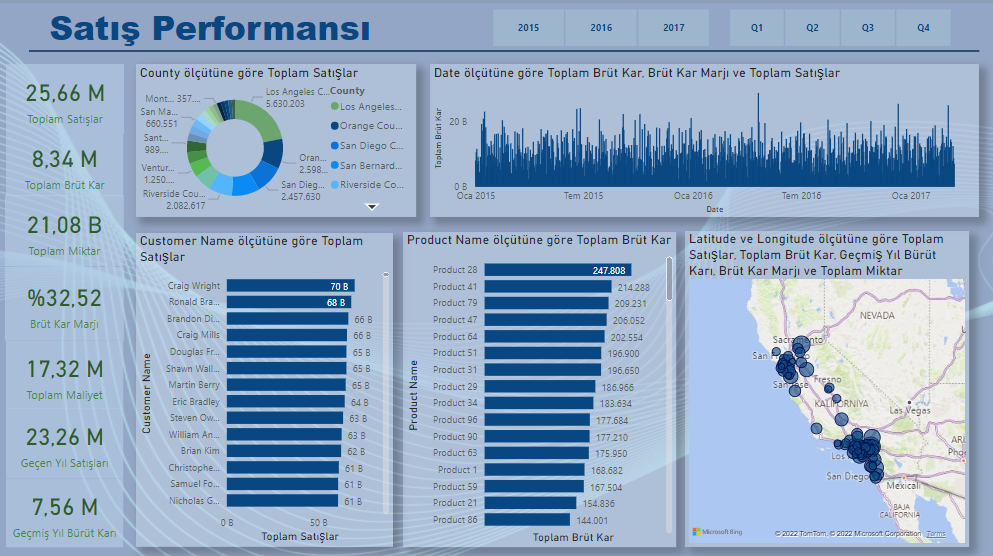 Satış Performansı
2015 2016 2017 Q1 Q2 Q3 Q4
25,66 M
Toplam Satışlar
8,34 M
Toplam Brüt Kar
21,08 B
Toplam Miktar
%32,52
Brüt Kar Marjı
17,32 M
Toplam Maliyet
23,26 M
Geçen Yıl Satışları
7,56 M
Geçmiş Yıl Bürüt Karı
County ölçütüne göre Toplam Satışlar
Los Angeles C...
5.630.203
Oran...
2.598...
San Dieg...
2.457.630
Riverside Cou...
2.082.617
Ventur...
1.250....
Sant...
989....
San Ma...
660.551
Mont... 357....
County
Los Angeles...
Orange Cou...
San Diego C...
San Bernard...
Riverside Co...
Date ölçütüne göre Toplam Brüt Kar, Brüt Kar Marjı ve Toplam Satışlar
Toplam Brüt Kar
20 B
0 B
Oca 2015 Tem 2015 Oca 2016 Tem 2016 Oca 2017
Date
Customer Name ölçütüne göre Toplam
Satışlar
Customer Name
Craig Wright 70 B
Ronald Bra... 68 B
Brandon Di... 66 B
Craig Mills 66 B
Douglas Fr... 65 B
Shawn Wall... 65 B
Martin Berry 65 B
Eric Bradley 64 B
Steven Ow... 63 B
William An... 63 B
Brian Kim 62 B
Christophe... 61 B
Samuel Fo... 61 B
Nicholas G... 61 B
0 B 50 B
Toplam Satışlar
Product Name ölçütüne göre Toplam Brüt Kar
Product Name
Product 28 247.808
Product 41 214.288
Product 79 209.231
Product 47 206.052
Product 64 202.554
Product 51 196.900
Product 31 196.650
Product 29 186.966
Product 34 183.634
Product 96 177.684
Product 90 177.210
Product 63 175.950
Product 1 168.682
Product 59 167.504
Product 21 154.836
Product 86 144.001
Toplam Brüt Kar
Latitude ve Longitude ölçütüne göre Toplam
Satışlar, Toplam Brüt Kar, Geçmiş Yıl Bürüt
Karı, Brüt Kar Marjı ve Toplam Miktar
NEVADA
Sacramento
San
San Jose
Fresno
KALİFORNİYA
Las Vegas
Los
San Diego
Mexicali
ARI
Phoe
BAJA
CALIFORNIA
Microsoft Bing
© 2022 TomTom, © 2022 Microsoft Corporation Terms